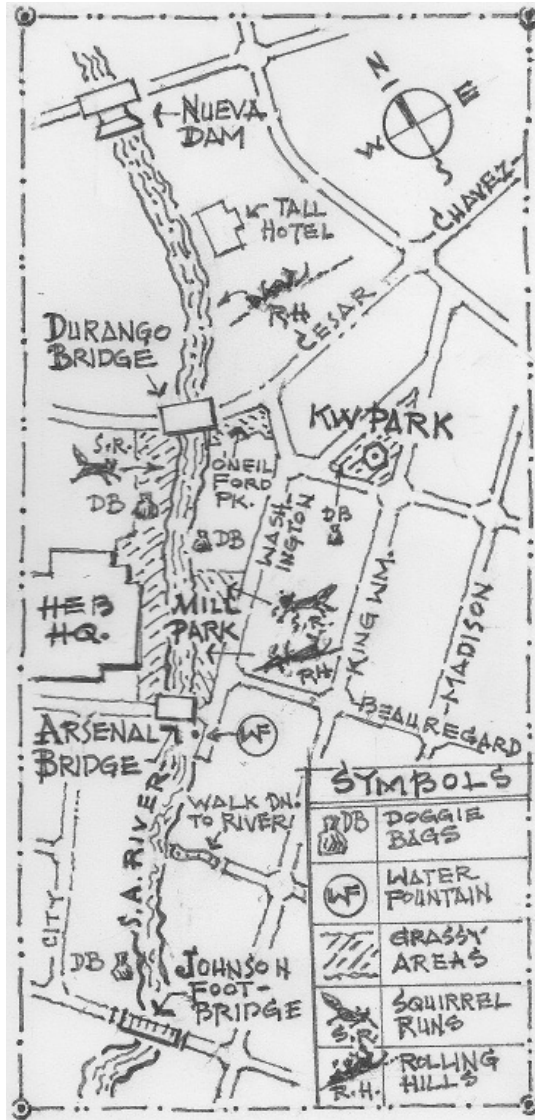 NUEVA
DAM
N
E
W
S
TALL
HOTEL
CHAVEZ
RH
CESAR
DURANGO
BRIDGE
KW PARK
S.R.
ONEIL
FORD
PK.
DB
DB
WASH-
INGTON
DB
HEB
HQ.
MILL
PARK
S.R.
RH
KING WM.
MADISON
BEAUREGARD
ARSENAL
BRIDGE
WF
S.A. RIVER
WALK DN.
TO RIVER
CITY
DB
JOHNSON
FOOT-
BRIDGE
SYMBOLS
DB
DOGGIE
BAGS
WF
WATER
FOUNTAIN
GRASSY
AREAS
S.R.
SQUIRREL
RUNS
R.H.
ROLLING
HILLS